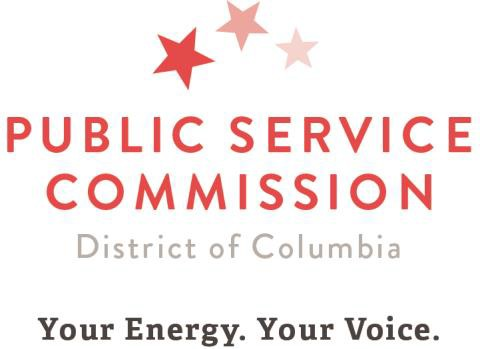 PUBLIC SERVICE
COMMISSION
District of Columbia
Your Energy. Your Voice.